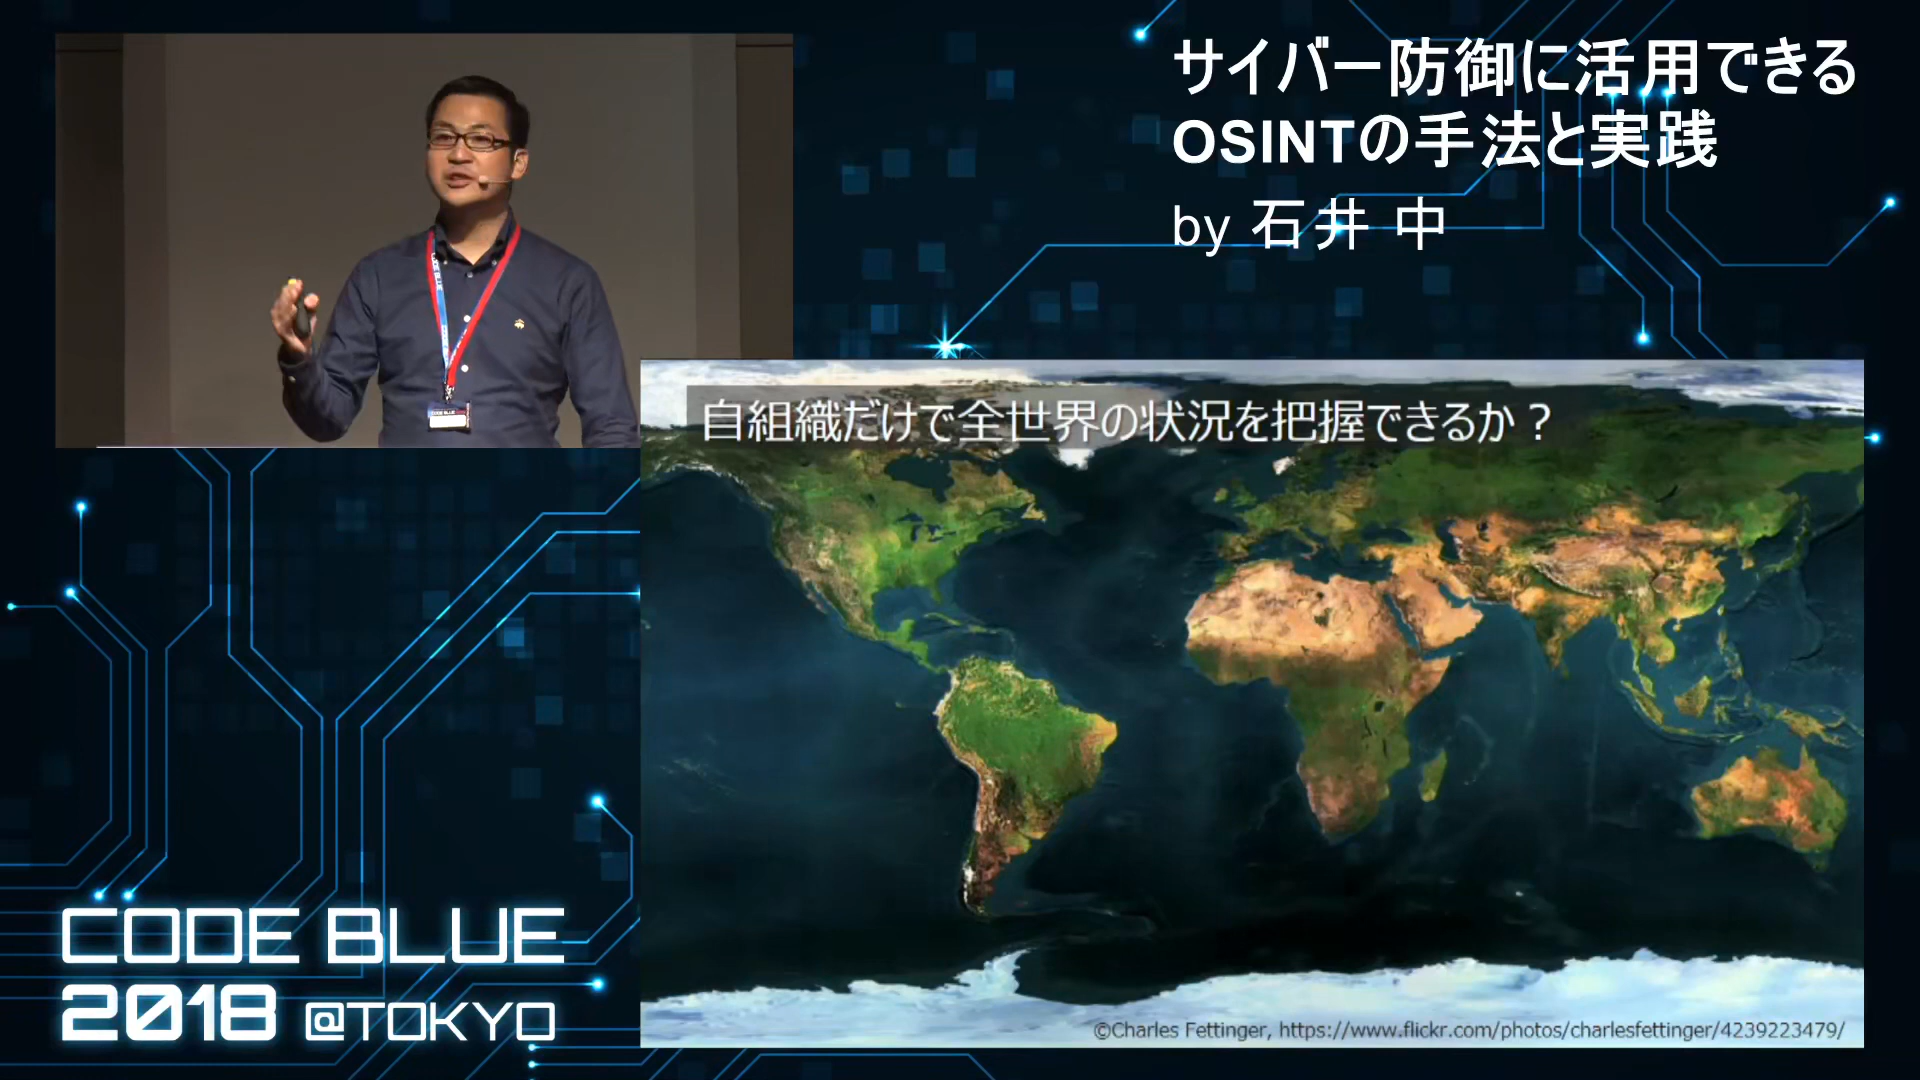 サイバー防御に活用できる
OSINTの手法と実践
by 石井 中
自組織だけで全世界の状況を把握できるか？
©Charles Fettinger, https://www.flickr.com/photos/charlesfettinger/4239223479/
CODE BLUE
2018 @TOKYO
CODE BLUE